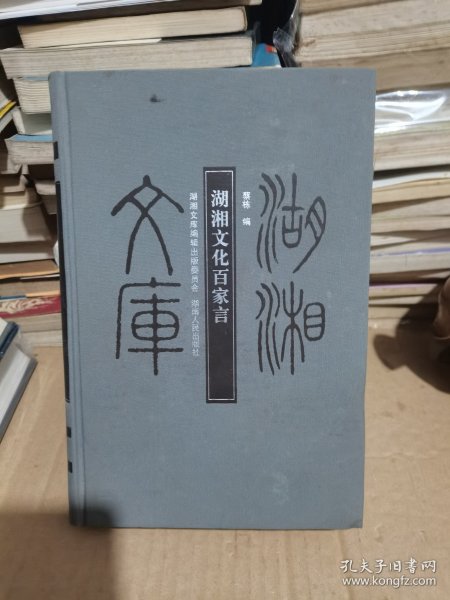 湖湘
文庫
蔡栋 编
湖湘文化百家言
湖湘文库编辑出版委员会 湖南人民出版社
孔夫子旧书网
www.kongfz.com